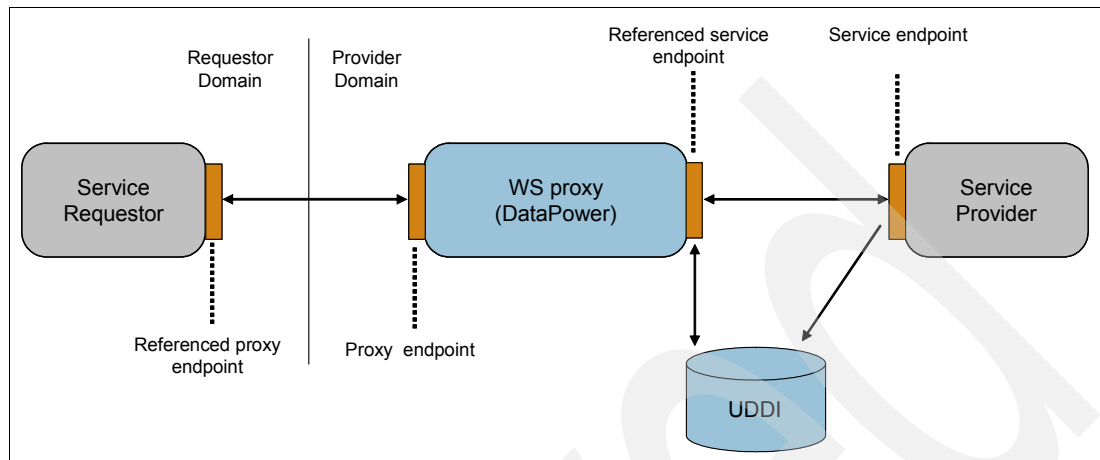 Referenced service
endpoint
Service endpoint
Requestor
Domain
Provider
Domain
Service
Requestor
WS proxy
(DataPower)
Service
Provider
Referenced proxy
endpoint
Proxy endpoint
UDDI